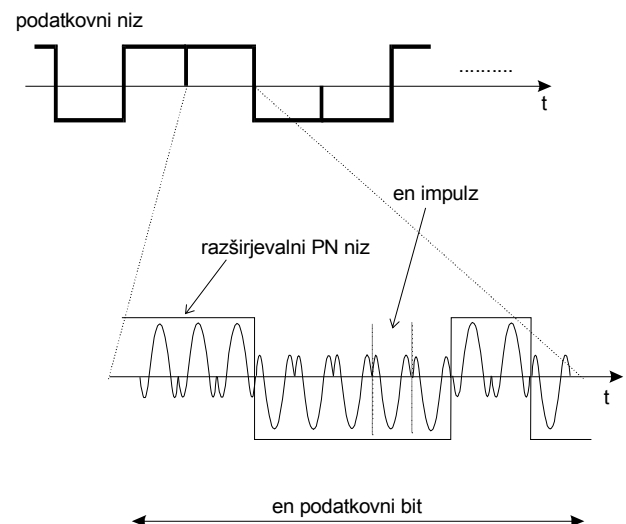 podatkovni niz
..........
t
en impulz
razširjevalni PN niz
t
en podatkovni bit